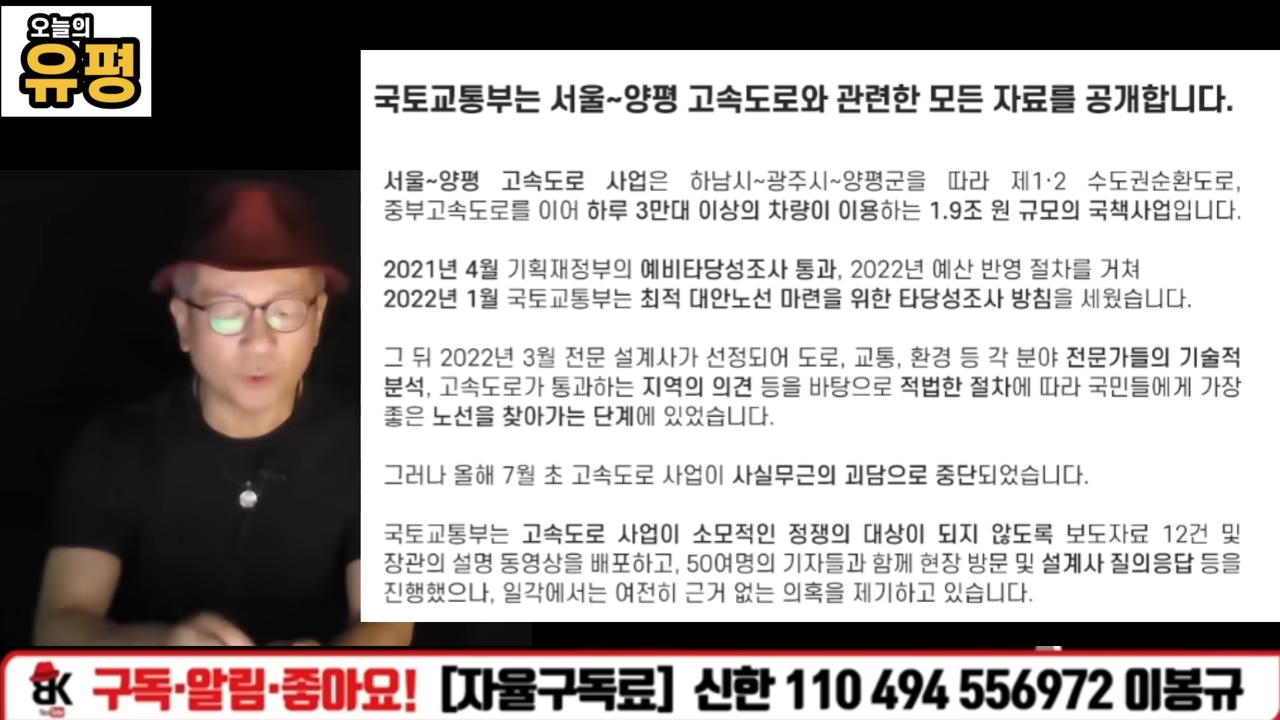 오늘의
유평
국토교통부는 서울~양평 고속도로와 관련한 모든 자료를 공개합니다.
서울~양평 고속도로 사업은 하남시~광주시~양평군을 따라 제1·2 수도권순환도로,
중부고속도로를 이어 하루 3만대 이상의 차량이 이용하는 1.9조 원 규모의 국책사업입니다.
2021년 4월 기획재정부의 예비타당성조사 통과, 2022년 예산 반영 절차를 거쳐
2022년 1월 국토교통부는 최적 대안노선 마련을 위한 타당성조사 방침을 세웠습니다.
그 뒤 2022년 3월 전문 설계사가 선정되어 도로, 교통, 환경 등 각 분야 전문가들의 기술적
분석, 고속도로가 통과하는 지역의 의견 등을 바탕으로 적법한 절차에 따라 국민들에게 가장
좋은 노선을 찾아가는 단계에 있었습니다.
그러나 올해 7월 초 고속도로 사업이 사실무근의 괴담으로 중단되었습니다.
국토교통부는 고속도로 사업이 소모적인 정쟁의 대상이 되지 않도록 보도자료 12건 및
장관의 설명 동영상을 배포하고, 50여명의 기자들과 함께 현장 방문 및 설계사 질의응답 등을
진행했으나, 일각에서는 여전히 근거 없는 의혹을 제기하고 있습니다.
BK 구독·알림·좋아요! [자율구독료] 신한 110 494 556972 이봉규